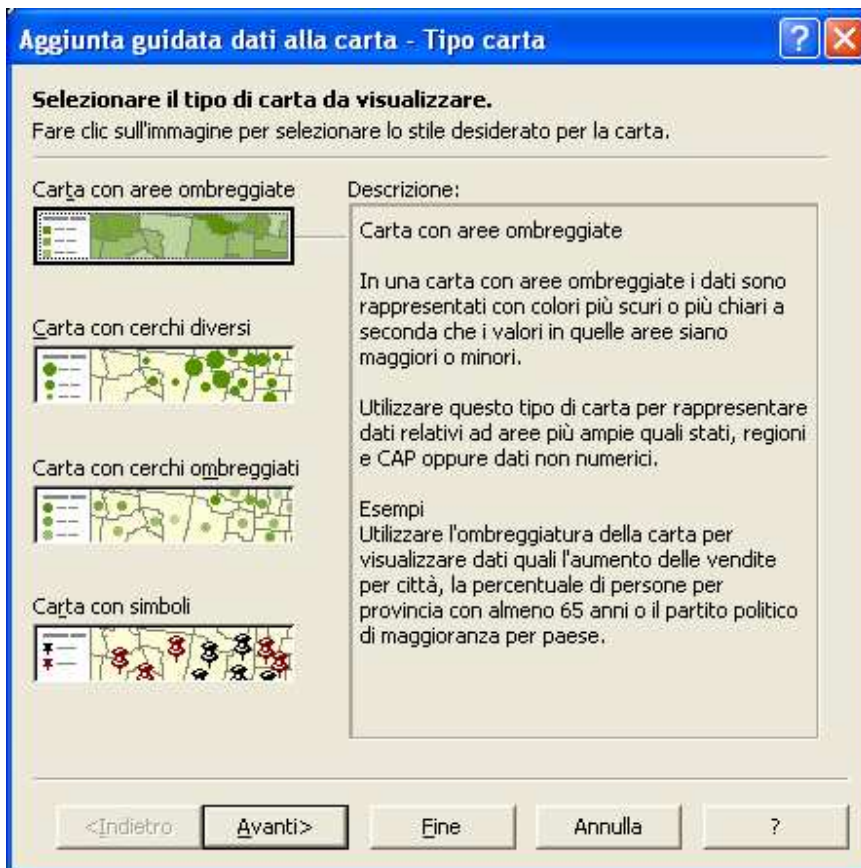 Aggiunta guidata dati alla carta - Tipo carta
?
Selezionare il tipo di carta da visualizzare.
Fare clic sull'immagine per selezionare lo stile desiderato per la carta.
Carta con aree ombreggiate
Carta con cerchi diversi
Carta con cerchi ombreggiati
Carta con simboli
Descrizione:
Carta con aree ombreggiate
In una carta con aree ombreggiate i dati sono
rappresentati con colori più scuri o più chiari a
seconda che i valori in quelle aree siano
maggiori o minori.
Utilizzare questo tipo di carta per rappresentare
dati relativi ad aree più ampie quali stati, regioni
e CAP oppure dati non numerici.
Esempi
Utilizzare l'ombreggiatura della carta per
visualizzare dati quali l'aumento delle vendite
per città, la percentuale di persone per
provincia con almeno 65 anni o il partito politico
di maggioranza per paese.
<Indietro
Avanti>
Fine
Annulla
?